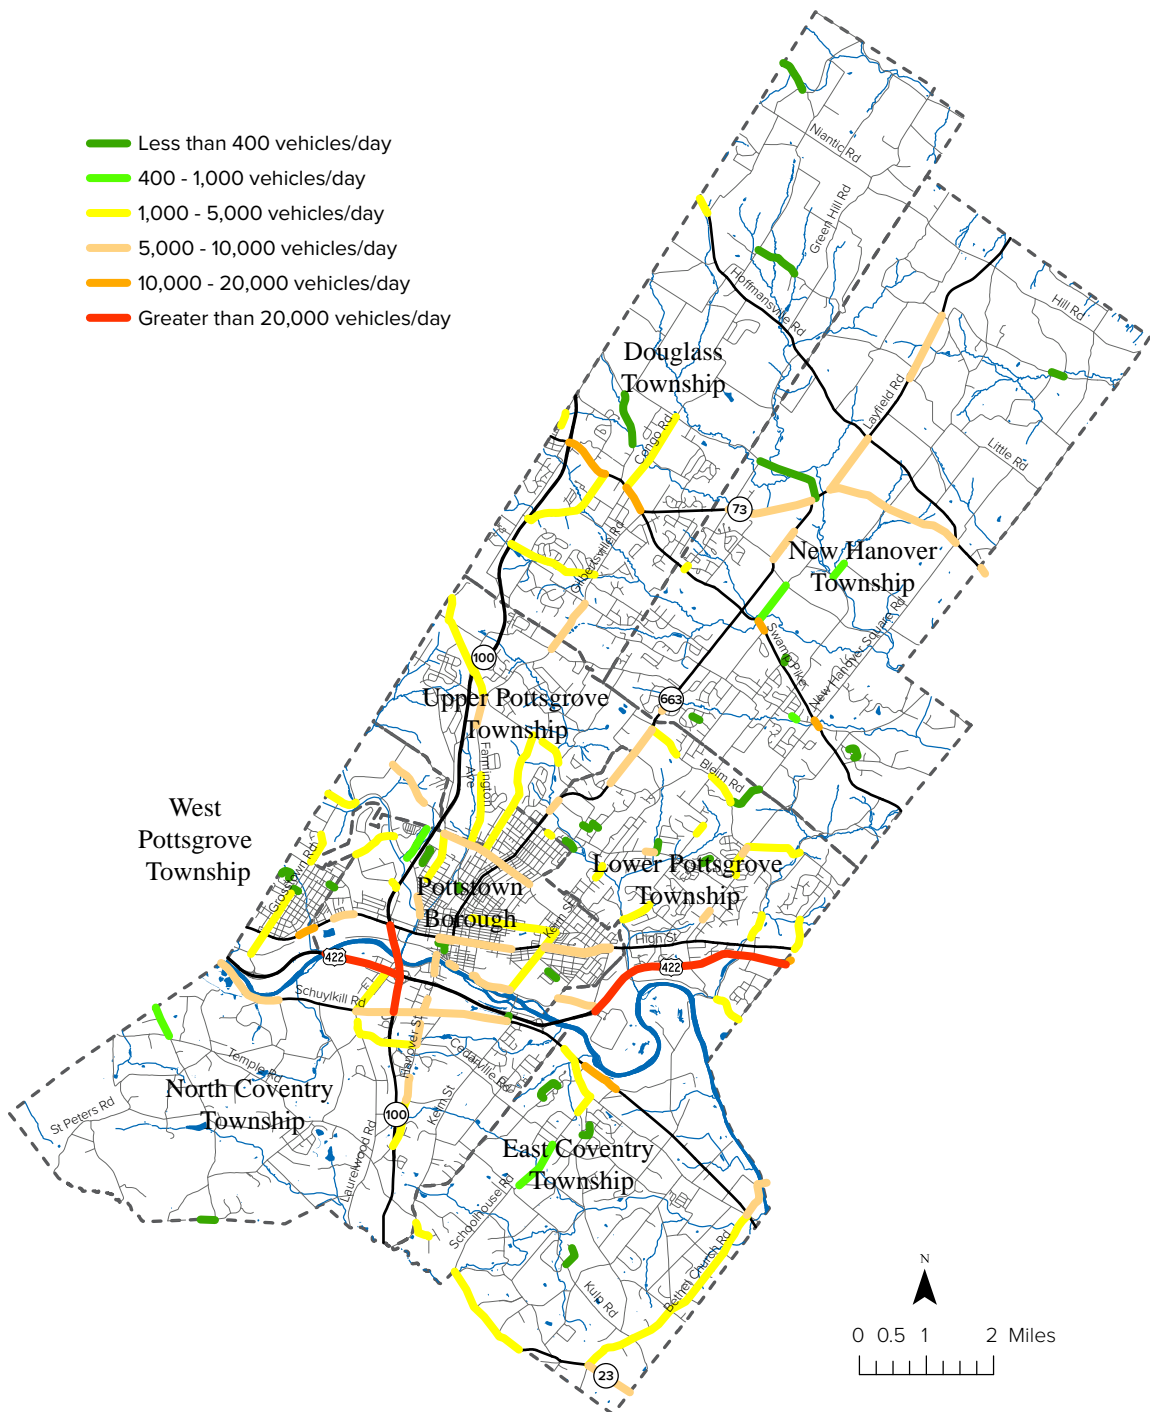 Less than 400 vehicles/day
400 - 1,000 vehicles/day
1,000 - 5,000 vehicles/day
5,000 - 10,000 vehicles/day
10,000 - 20,000 vehicles/day
Greater than 20,000 vehicles/day
Niantic Rd
Green Hill Rd
Hoffmansville Rd
Hill Rd
Douglass
Township
Layfield Rd
Congo Rd
Little Rd
73
Gilbertsville Rd
New Hanover
Township
Swamp Pike
New Hanover Square Rd
100
663
Upper Pottsgrove
Township
Farmington
Ave
Bleim Rd
West
Pottsgrove
Township
Grosstown Rd
Lower Pottsgrove
Township
Pottstown
Borough
Keim St
High St
422
422
Schuylkill Rd
Hanover St
Cedarville Rd
Temple Rd
North Coventry
Township
St Peters Rd
100
Keim St
Laurelwood Rd
East Coventry
Township
Schoolhouse Rd
Bethel Church Rd
Kulp Rd
23
N
0 0.5 1 2 Miles